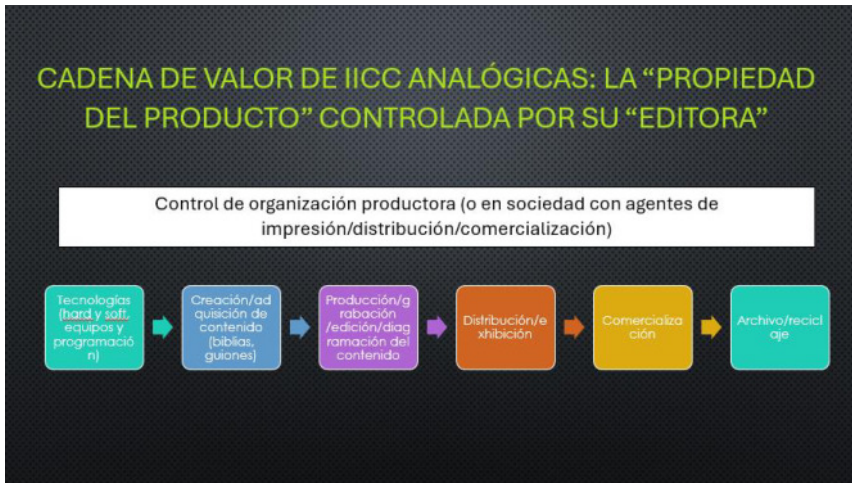 CADENA DE VALOR DE IICC ANALÓGICAS: LA “PROPIEDAD
DEL PRODUCTO” CONTROLADA POR SU “EDITORA”
Control de organización productora (o en sociedad con agentes de
impresión/distribución/comercialización)
Tecnologías
(hard y soft,
equipos y
programació
n)
Creación/ad
quisición de
contenido
(biblias,
guiones)
Producción/g
rabación
/edición/diag
ramación del
contenido
Distribución/e
xhibición
Comercializa
ción
Archivo/recicl
aje